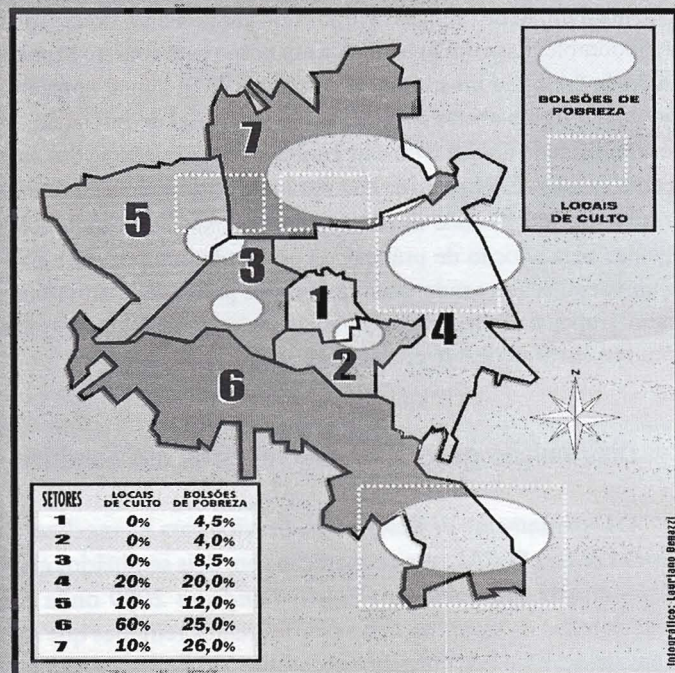 BOLSÕES DE
POBREZA
LOCAIS
DE CULTO
7
5
3
1
4
2
6
N
SETORES LOCAIS DE CULTO BOLSÕES DE POBREZA
1 0% 4,5%
2 0% 4,0%
3 0% 8,5%
4 20% 20,0%
5 10% 12,0%
6 60% 25,0%
7 10% 26,0%
Infográfico: Lauriano Benazzi